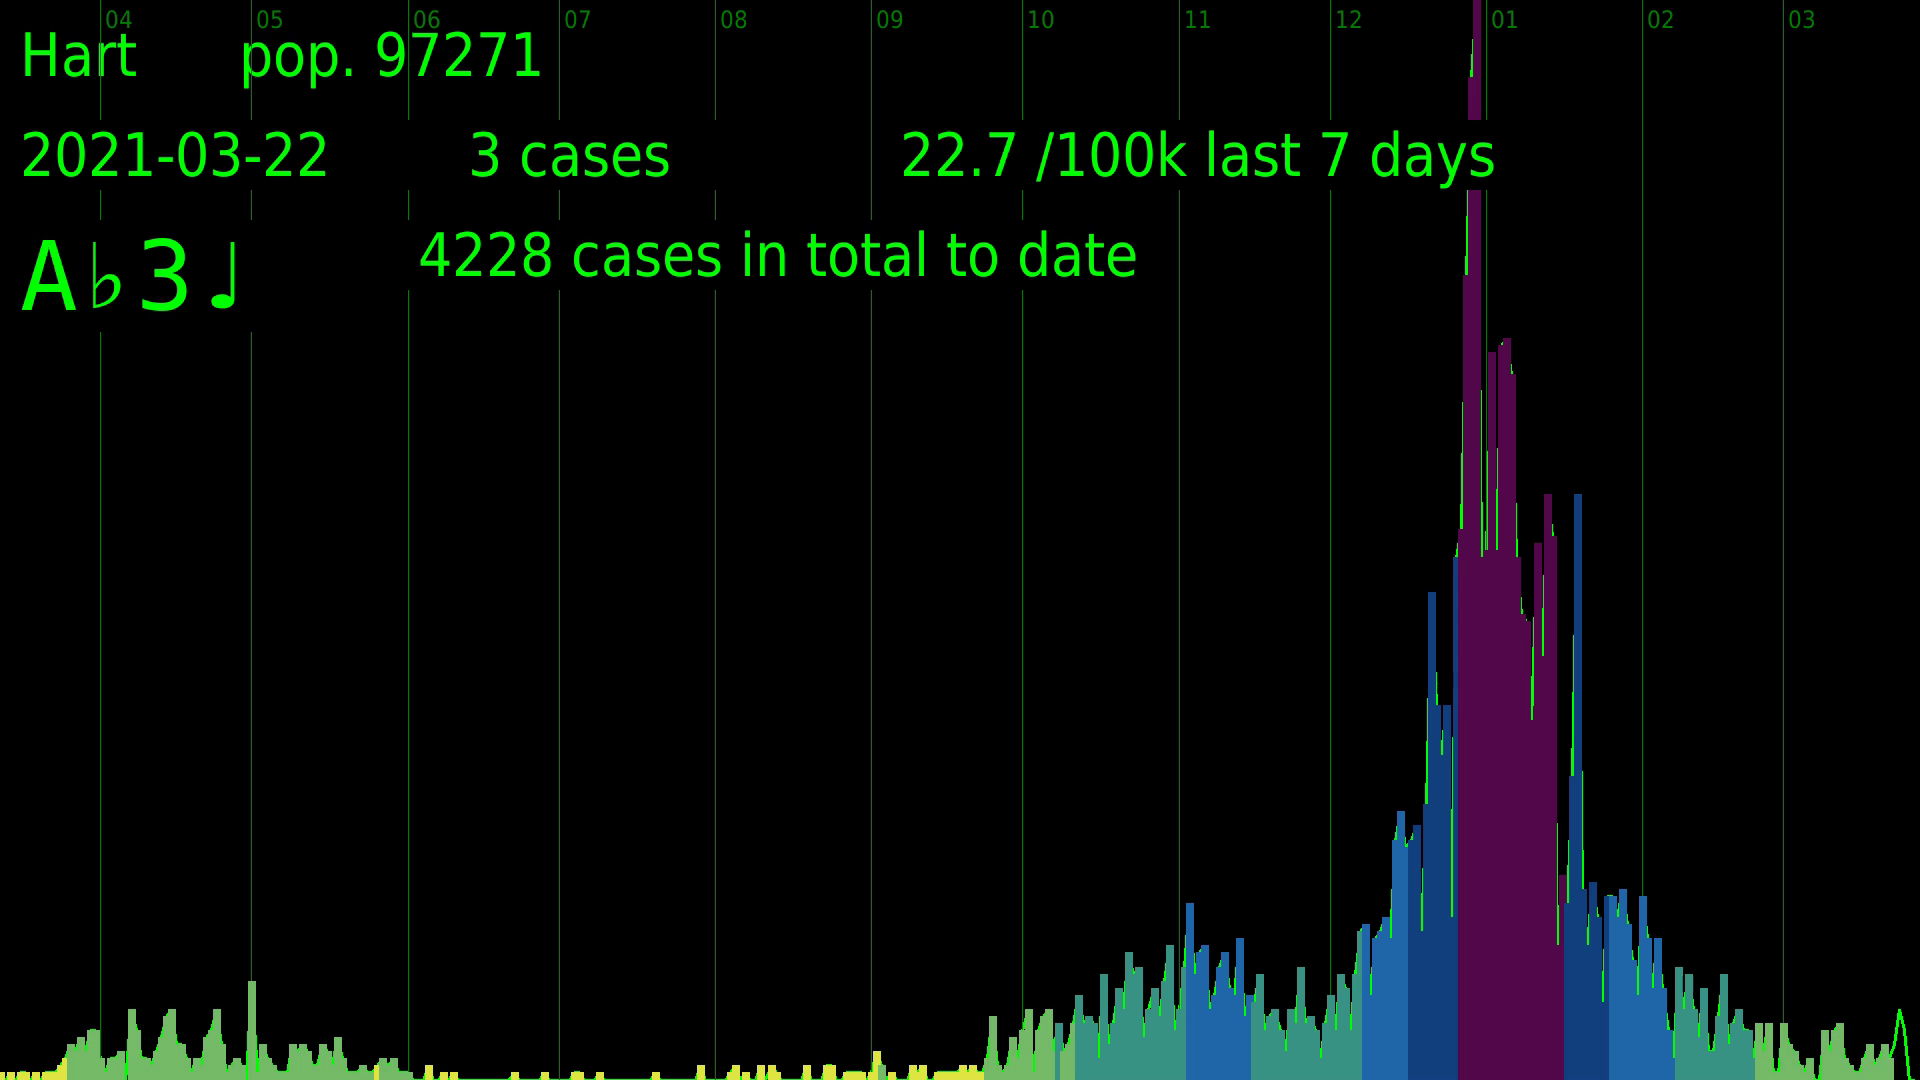 04 05 06 07 08 09 10 11 12 01 02 03
Hart pop. 97271
2021-03-22 3 cases 22.7 /100k last 7 days
A♭3♩ 4228 cases in total to date